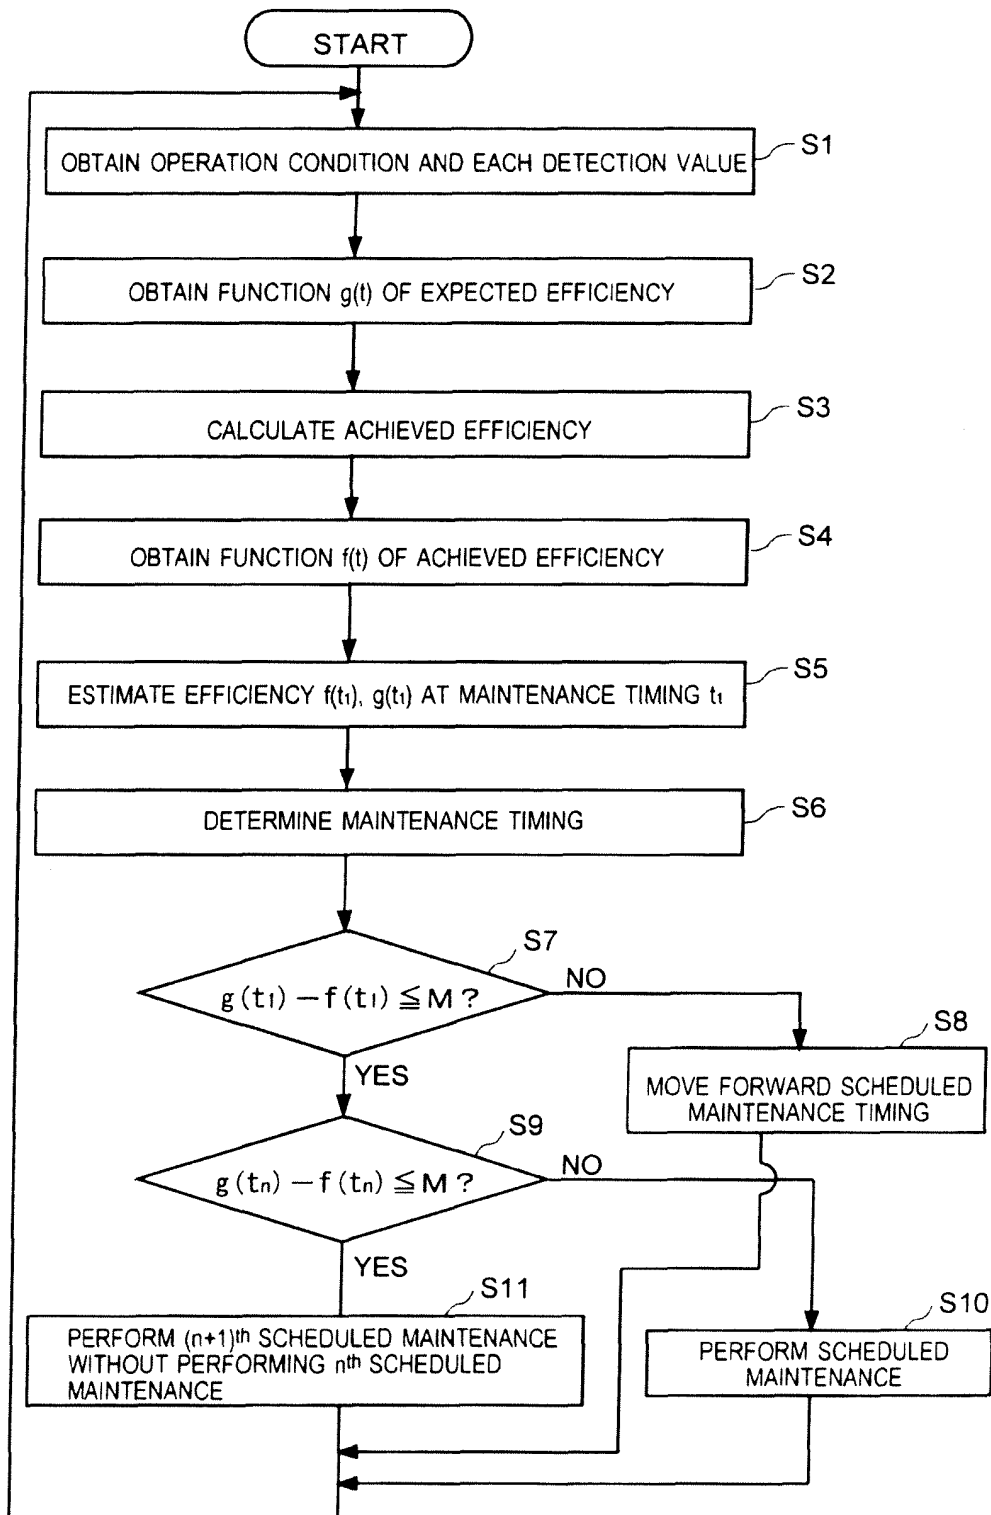 START
S1
OBTAIN OPERATION CONDITION AND EACH DETECTION VALUE
S2
OBTAIN FUNCTION g(t) OF EXPECTED EFFICIENCY
S3
CALCULATE ACHIEVED EFFICIENCY
S4
OBTAIN FUNCTION f(t) OF ACHIEVED EFFICIENCY
S5
ESTIMATE EFFICIENCY f(t1), g(t1) AT MAINTENANCE TIMING t1
S6
DETERMINE MAINTENANCE TIMING
S7
g(t1)−f(t1)≦M?
NO
YES
S8
MOVE FORWARD SCHEDULED
MAINTENANCE TIMING
S9
g(tn)−f(tn)≦M?
NO
YES
S11
PERFORM (n+1)th SCHEDULED MAINTENANCE
WITHOUT PERFORMING nth SCHEDULED
MAINTENANCE
S10
PERFORM SCHEDULED
MAINTENANCE